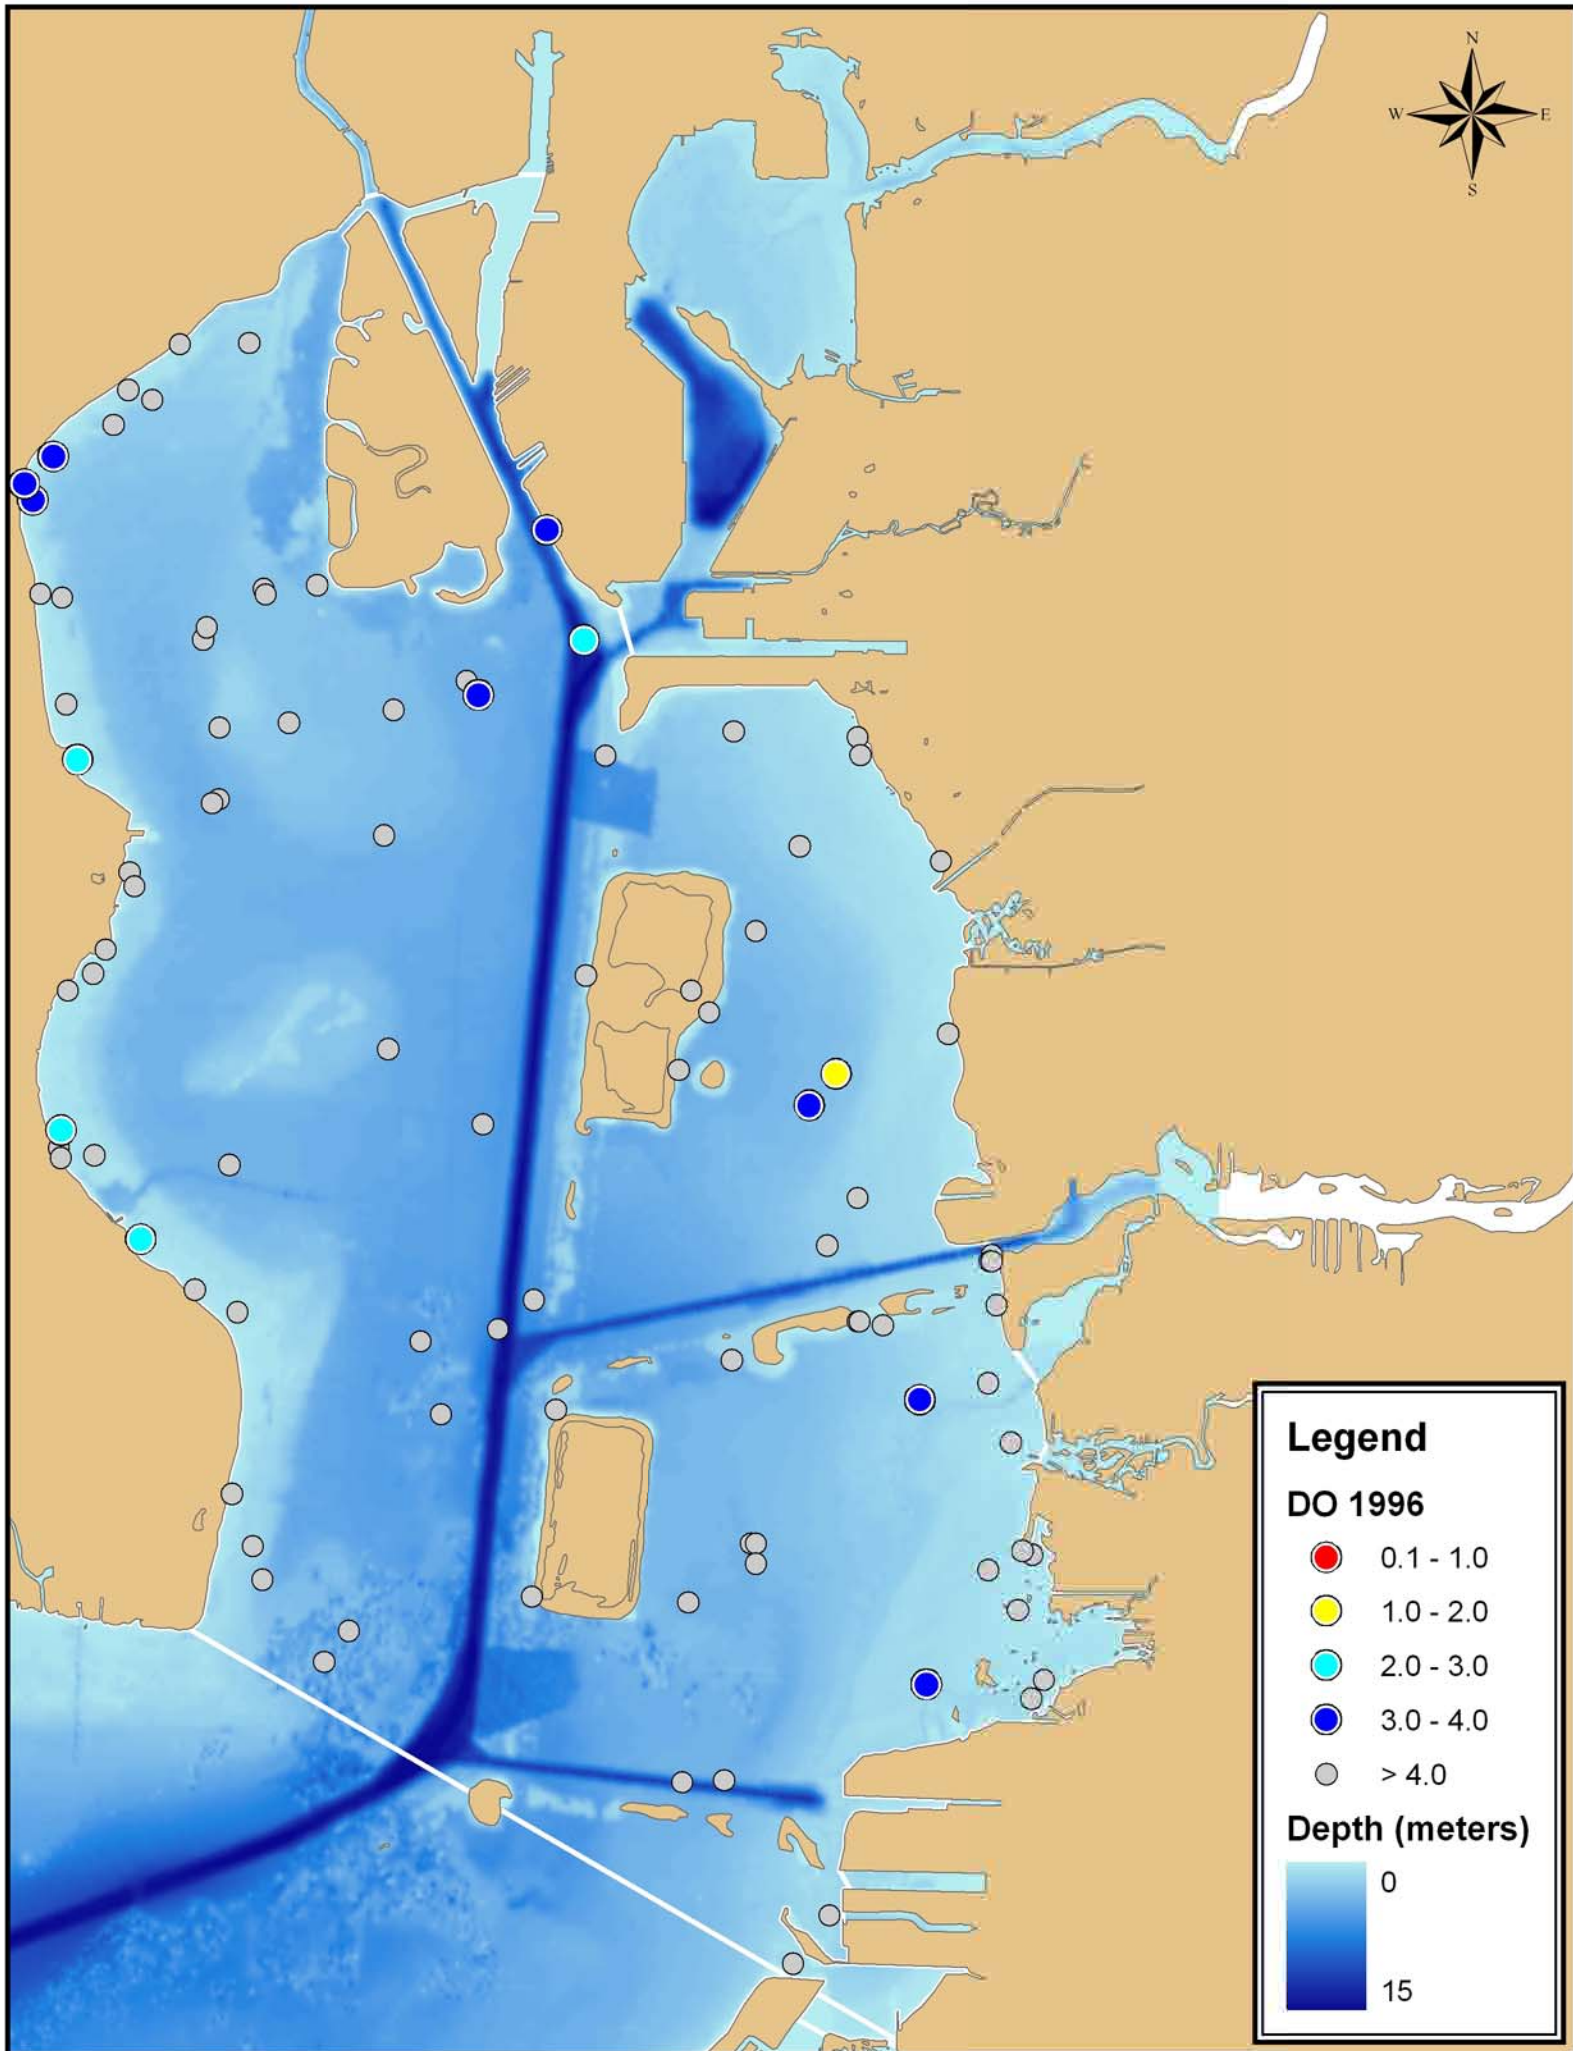 N
W E
S
Legend
DO 1996
0.1 - 1.0
1.0 - 2.0
2.0 - 3.0
3.0 - 4.0
> 4.0
Depth (meters)
0
15